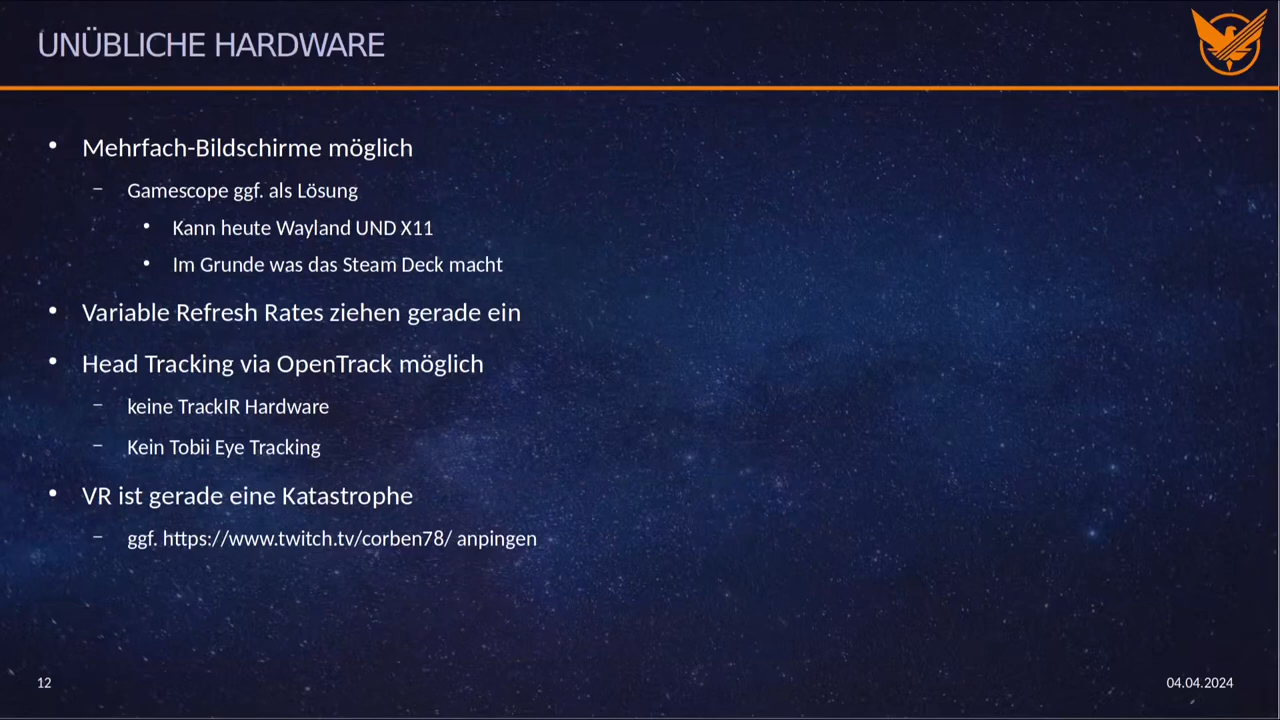 UNÜBLICHE HARDWARE
• Mehrfach-Bildschirme möglich
– Gamescope ggf. als Lösung
• Kann heute Wayland UND X11
• Im Grunde was das Steam Deck macht
• Variable Refresh Rates ziehen gerade ein
• Head Tracking via OpenTrack möglich
– keine TrackIR Hardware
– Kein Tobii Eye Tracking
• VR ist gerade eine Katastrophe
– ggf. https://www.twitch.tv/corben78/ anpingen
12
04.04.2024